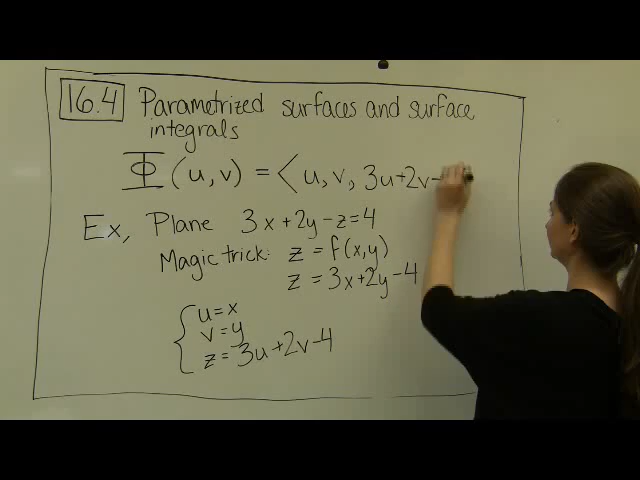 16.4 Parametrized surfaces and surface
integrals
Φ(u,v) = <u, v, 3u+2v-
Ex, Plane 3x+2y-z=4
Magic trick: z = f(x,y)
z = 3x+2y-4
{ u=x
v=y
z=3u+2v-4